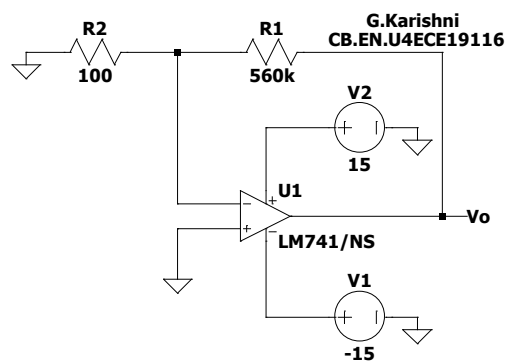 G.Karishni
CB.EN.U4ECE19116
R2
100
R1
560k
V2
15
U1
LM741/NS
Vo
V1
-15